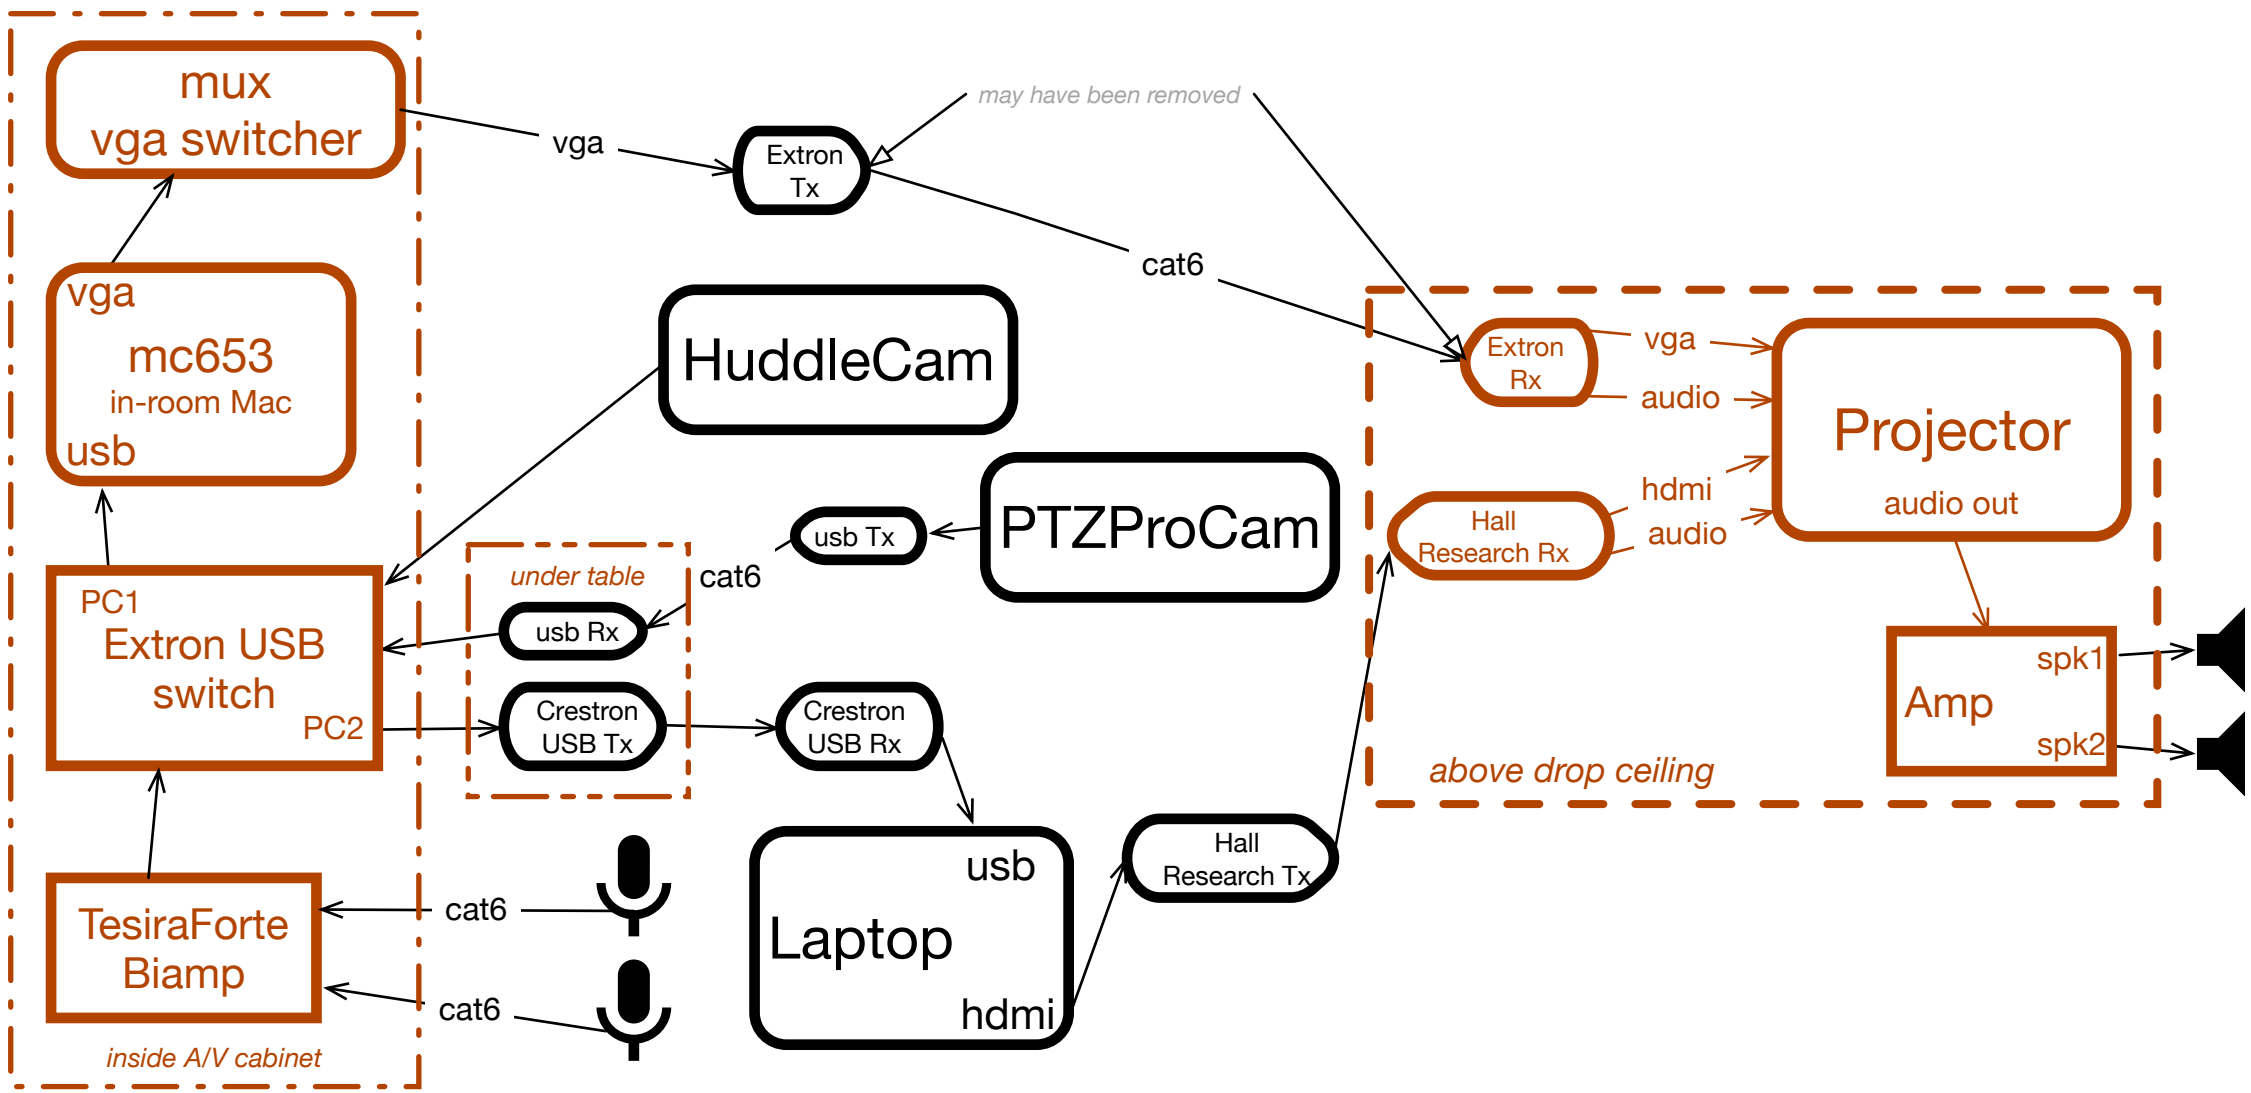 mux
vga switcher
vga
may have been removed
Extron
Tx
cat6
vga
mc653
in-room Mac
usb
HuddleCam
Extron
Rx
vga
audio
Projector
audio out
hdmi
audio
Hall
Research Rx
PTZProCam
usb Tx
cat6
under table
usb Rx
PC1
Extron USB
switch
PC2
Crestron
USB Tx
Crestron
USB Rx
spk1
Amp
spk2
above drop ceiling
Hall
Research Tx
usb
Laptop
hdmi
TesiraForte
Biamp
cat6
cat6
inside A/V cabinet